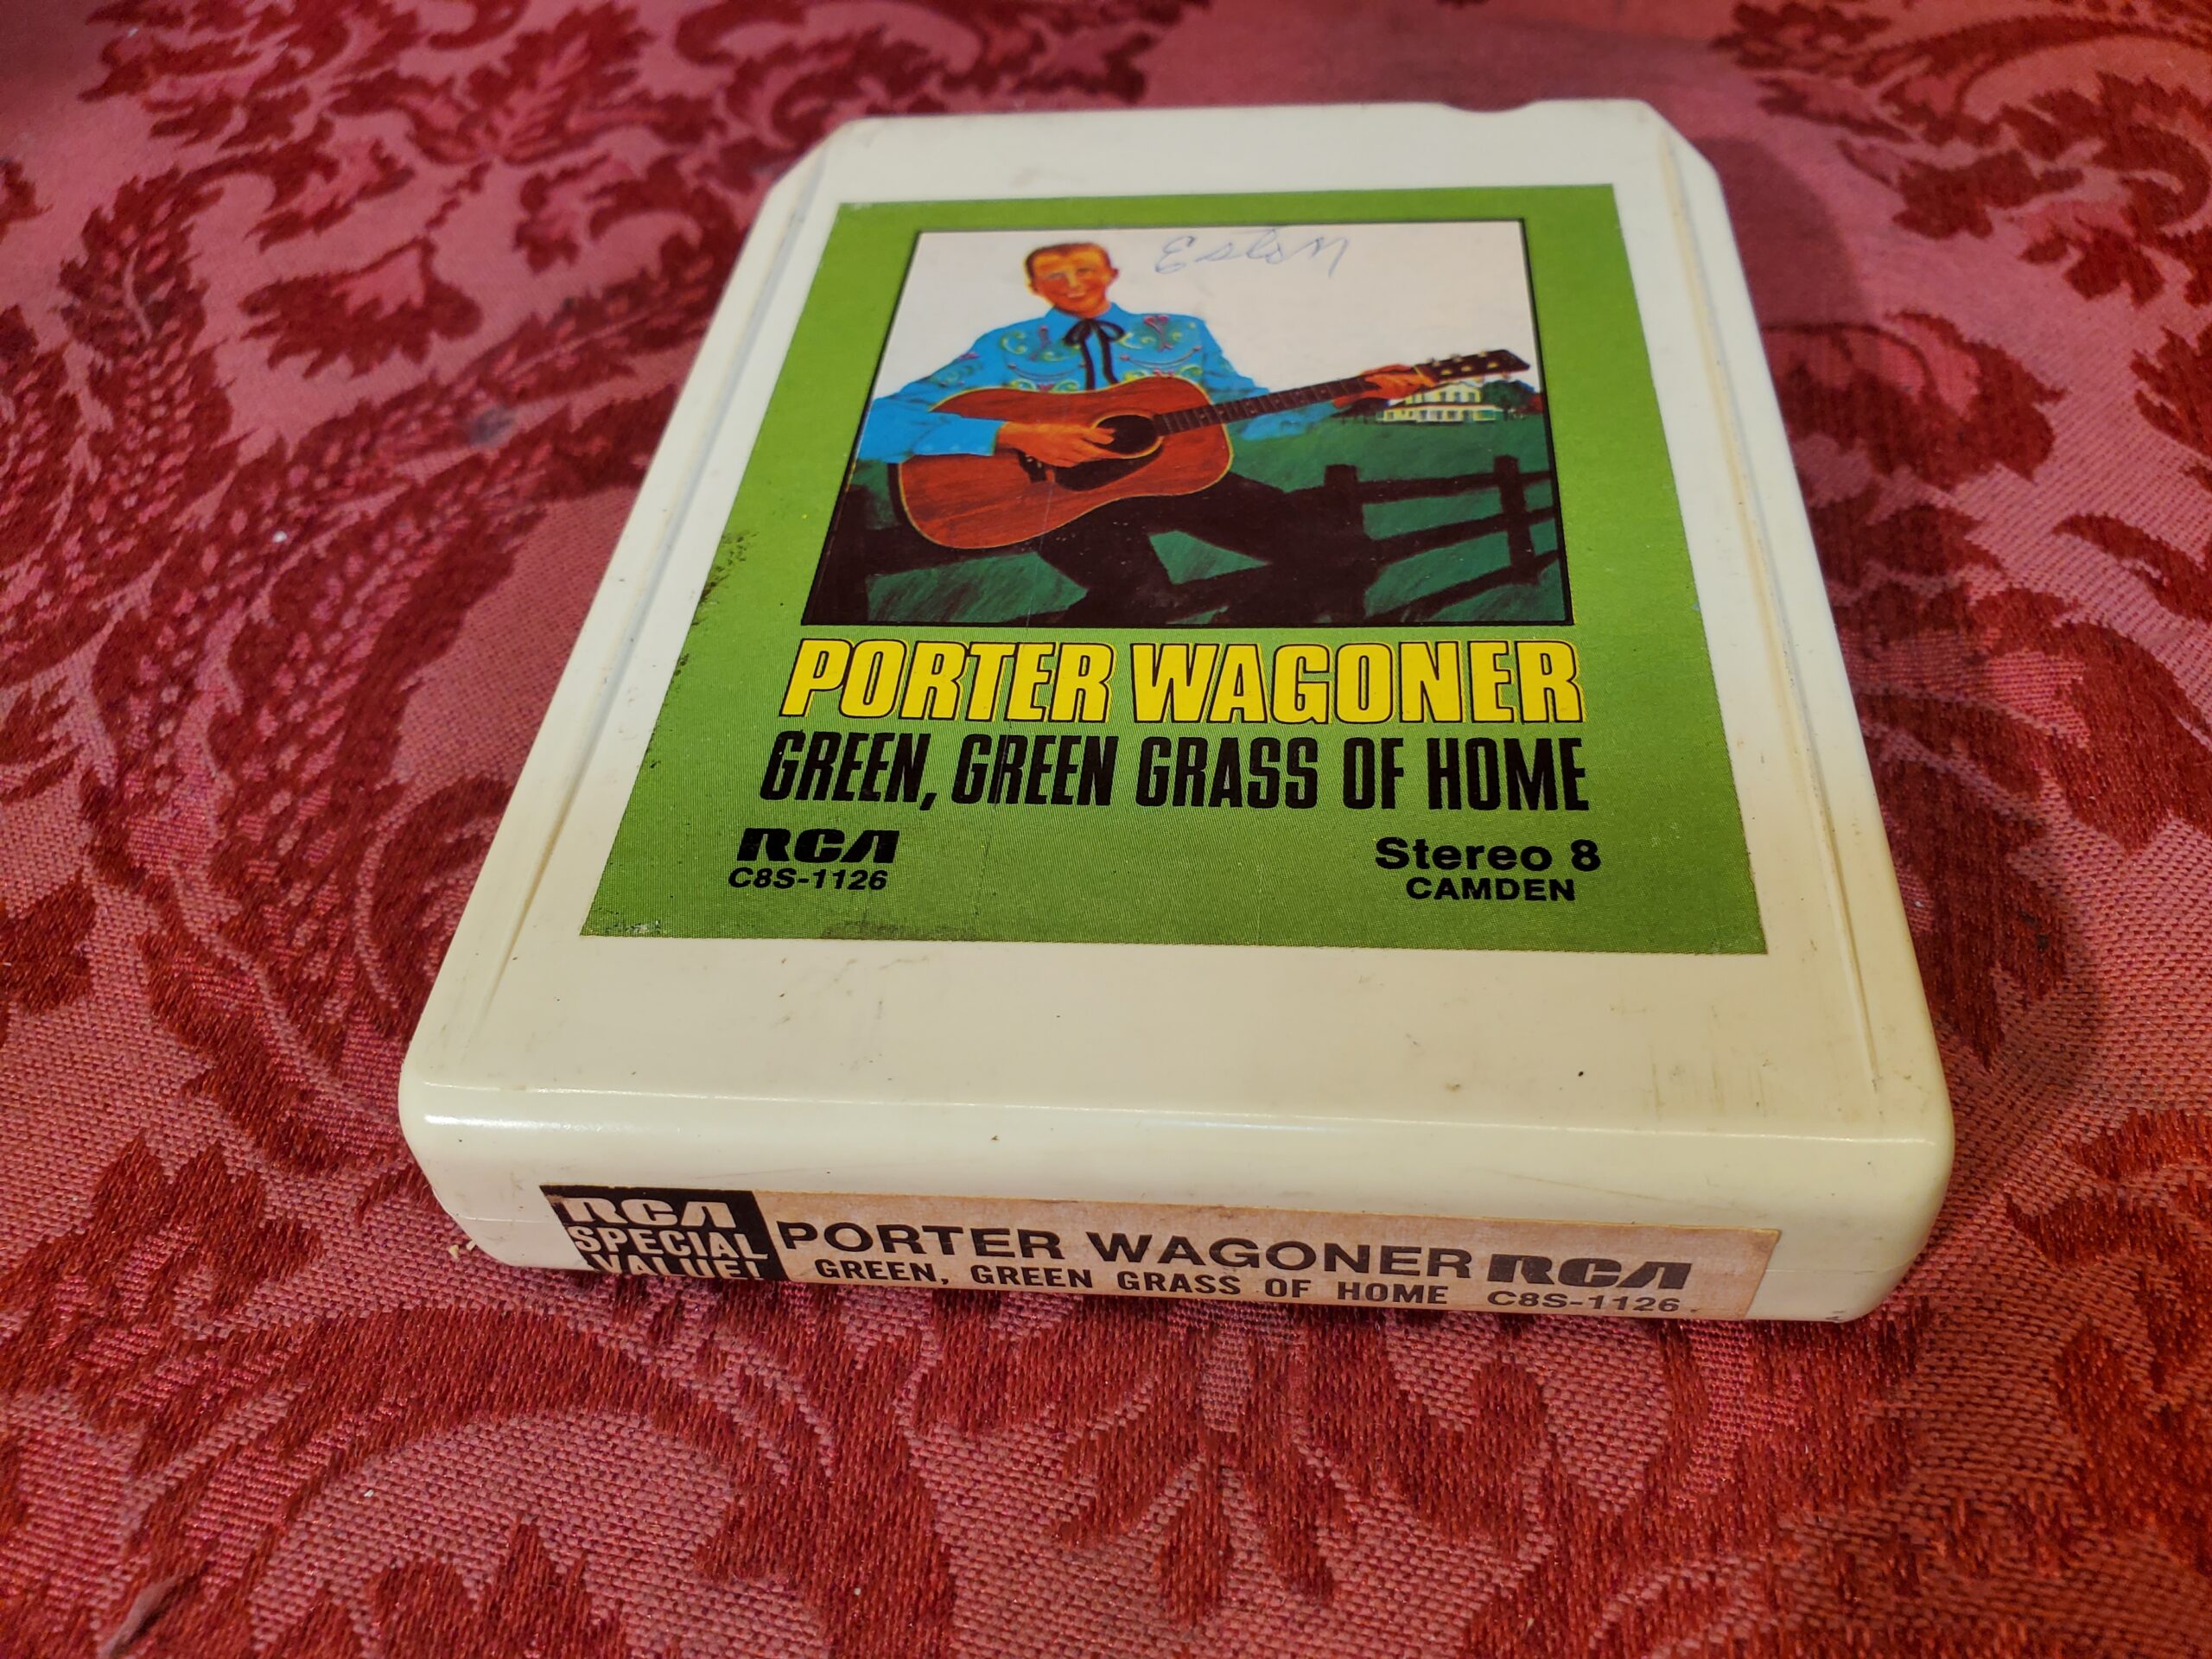 Eston
PORTER WAGONER
GREEN, GREEN GRASS OF HOME
RCA
C8S-1126
Stereo 8
CAMDEN
RCA
SPECIAL
VALUE!
PORTER WAGONER
GREEN, GREEN GRASS OF HOME
RCA
C8S-1126